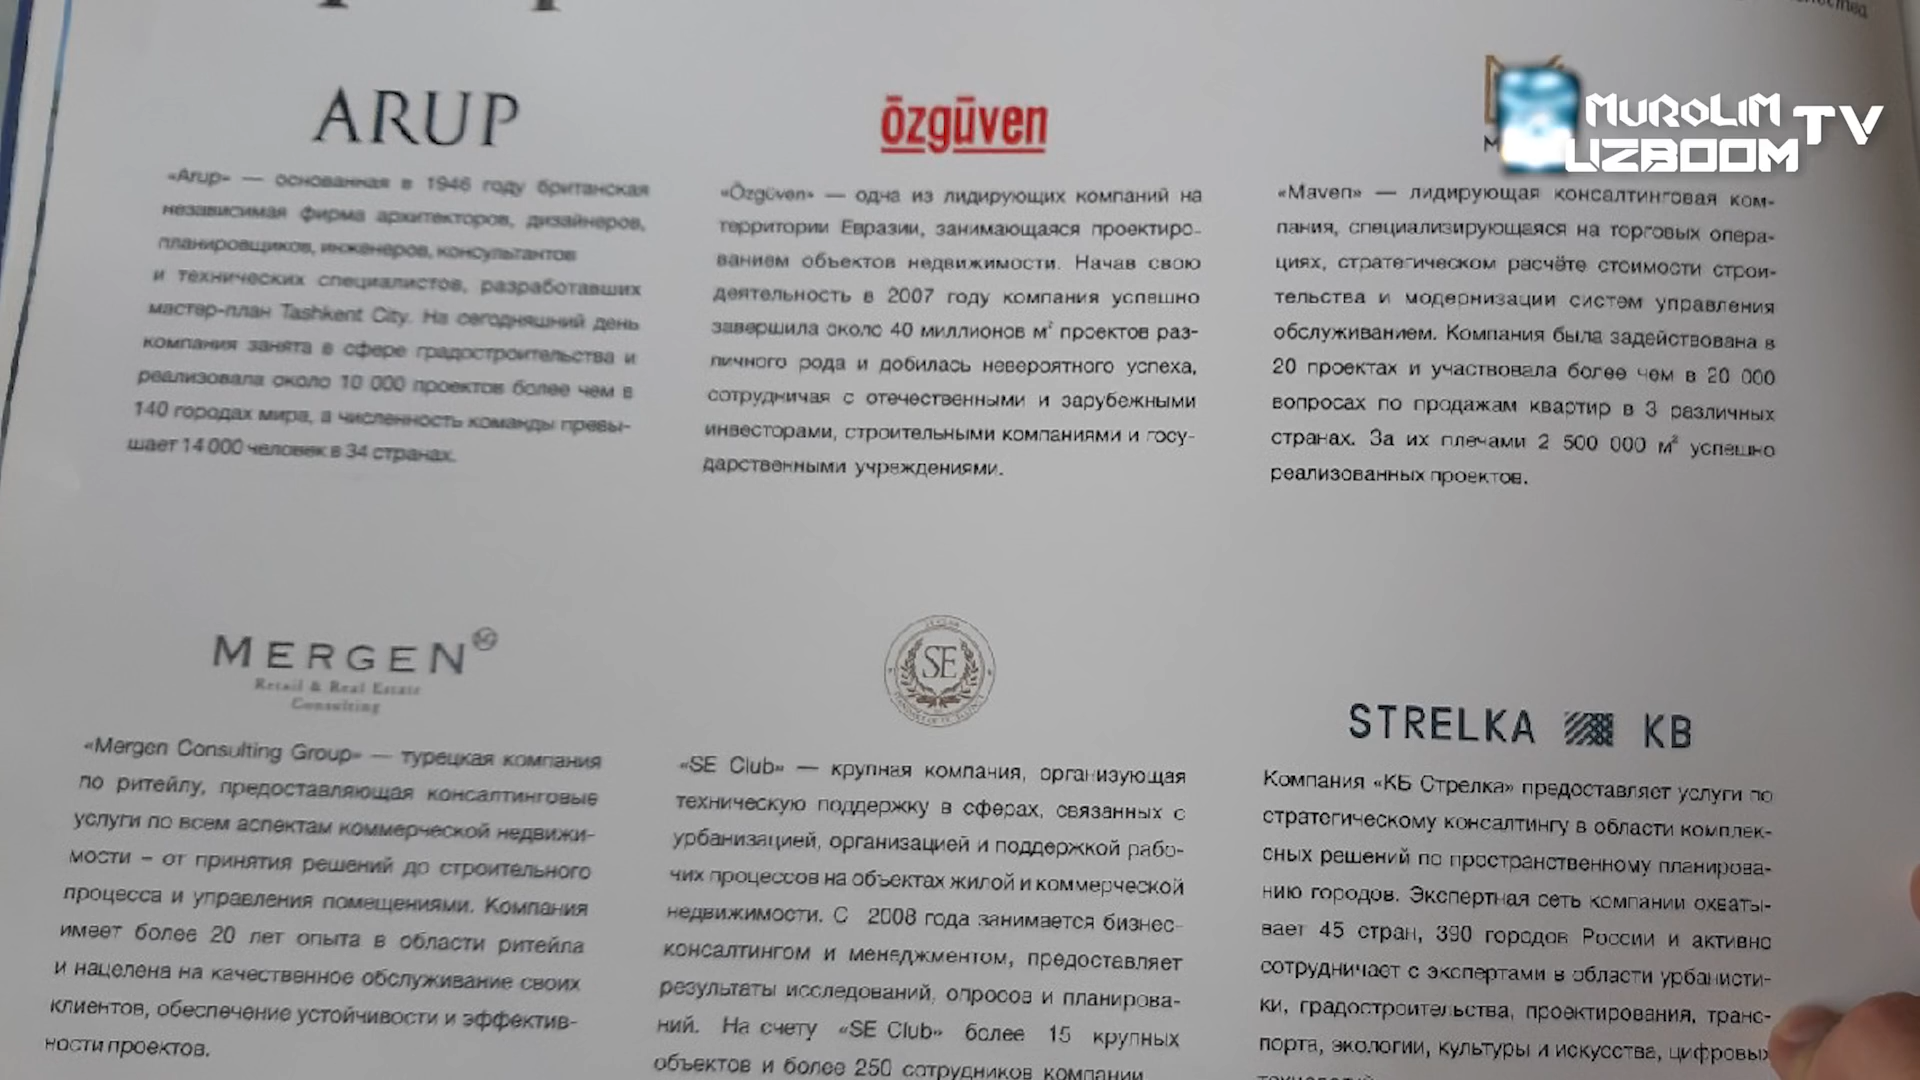 ARUP
«Arup» — основанная в 1946 году британская
независимая фирма архитекторов, дизайнеров,
планировщиков, инженеров, консультантов
и технических специалистов, разработавших
мастер-план Tashkent City. На сегодняшний день
компания занята в сфере градостроительства и
реализовала около 10 000 проектов более чем в
140 городах мира, а численность команды превы-
шает 14 000 человек в 34 странах.
özgüven
«Özgüven» — одна из лидирующих компаний на
территории Евразии, занимающаяся проектиро-
ванием объектов недвижимости. Начав свою
деятельность в 2007 году компания успешно
завершила около 40 миллионов м² проектов раз-
личного рода и добилась невероятного успеха,
сотрудничая с отечественными и зарубежными
инвесторами, строительными компаниями и госу-
дарственными учреждениями.
MUROLIM
UZBOOM TV
«Maven» — лидирующая консалтинговая ком-
пания, специализирующаяся на торговых опера-
циях, стратегическом расчёте стоимости строи-
тельства и модернизации систем управления
обслуживанием. Компания была задействована в
20 проектах и участвовала более чем в 20 000
вопросах по продажам квартир в 3 различных
странах. За их плечами 2 500 000 м² успешно
реализованных проектов.
MERGEN
Retail & Real Estate
Consulting
«Mergen Consulting Group» — турецкая компания
по ритейлу, предоставляющая консалтинговые
услуги по всем аспектам коммерческой недвижи-
мости – от принятия решений до строительного
процесса и управления помещениями. Компания
имеет более 20 лет опыта в области ритейла
и нацелена на качественное обслуживание своих
клиентов, обеспечение устойчивости и эффектив-
ности проектов.
SE
«SE Club» — крупная компания, организующая
техническую поддержку в сферах, связанных с
урбанизацией, организацией и поддержкой рабо-
чих процессов на объектах жилой и коммерческой
недвижимости. С 2008 года занимается бизнес-
консалтингом и менеджментом, предоставляет
результаты исследований, опросов и планирова-
ний. На счету «SE Club» более 15 крупных
объектов и более 250 сотрудников компании
STRELKA KB
Компания «КБ Стрелка» предоставляет услуги по
стратегическому консалтингу в области комплек-
сных решений по пространственному планирова-
нию городов. Экспертная сеть компании охваты-
вает 45 стран, 390 городов России и активно
сотрудничает с экспертами в области урбанисти-
ки, градостроительства, проектирования, транс-
порта, экологии, культуры и искусства, цифровых